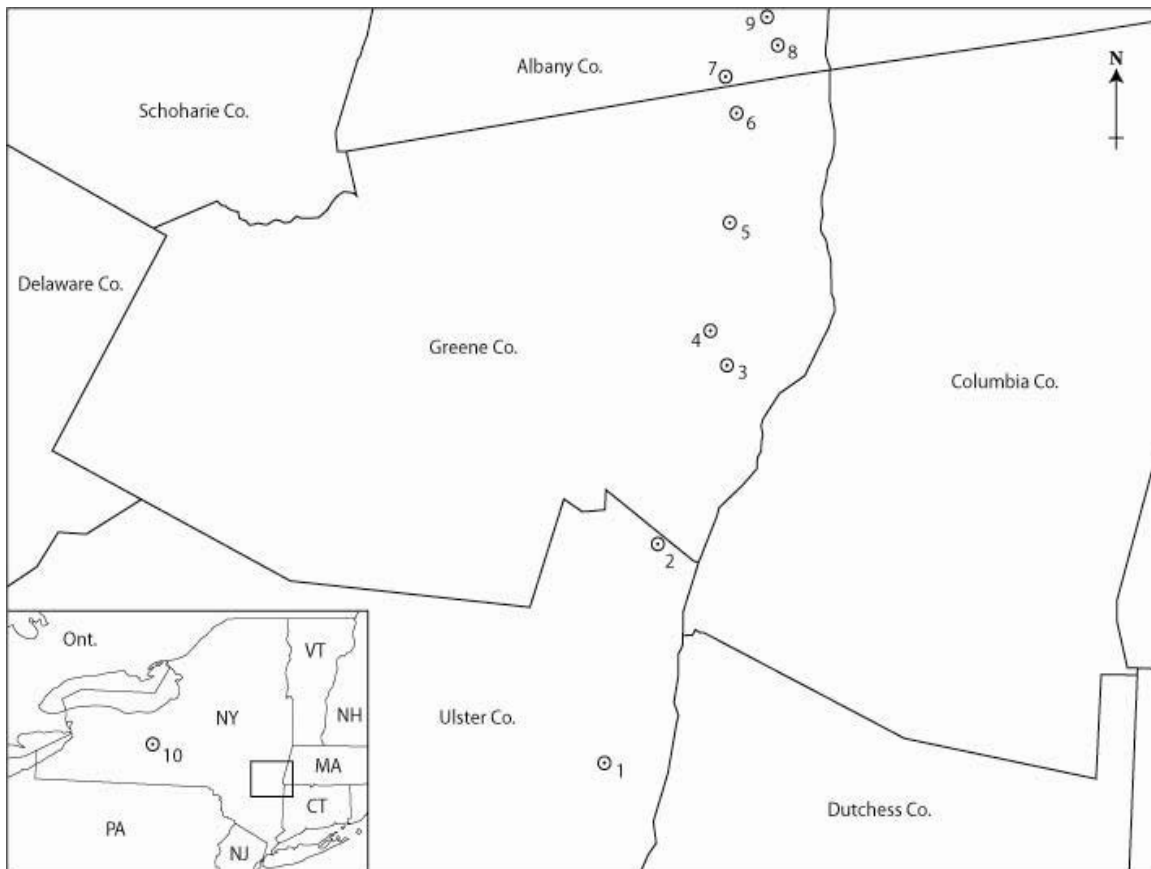 9
8
Albany Co.
7
N
Schoharie Co.
6
5
Delaware Co.
4
Greene Co.
3
Columbia Co.
2
Ont.
VT
NY
NH
Ulster Co.
10
MA
1
CT
PA
Dutchess Co.
NJ